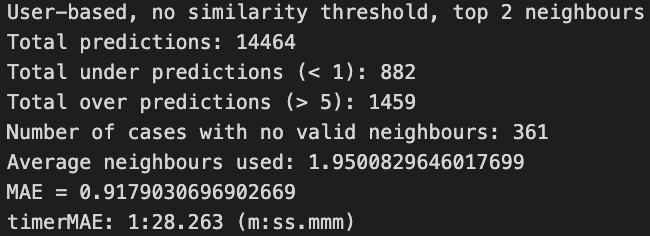 User-based, no similarity threshold, top 2 neighbours
Total predictions: 14464
Total under predictions (< 1): 882
Total over predictions (> 5): 1459
Number of cases with no valid neighbours: 361
Average neighbours used: 1.9500829646017699
MAE = 0.9179030696902669
timerMAE: 1:28.263 (m:ss.mmm)